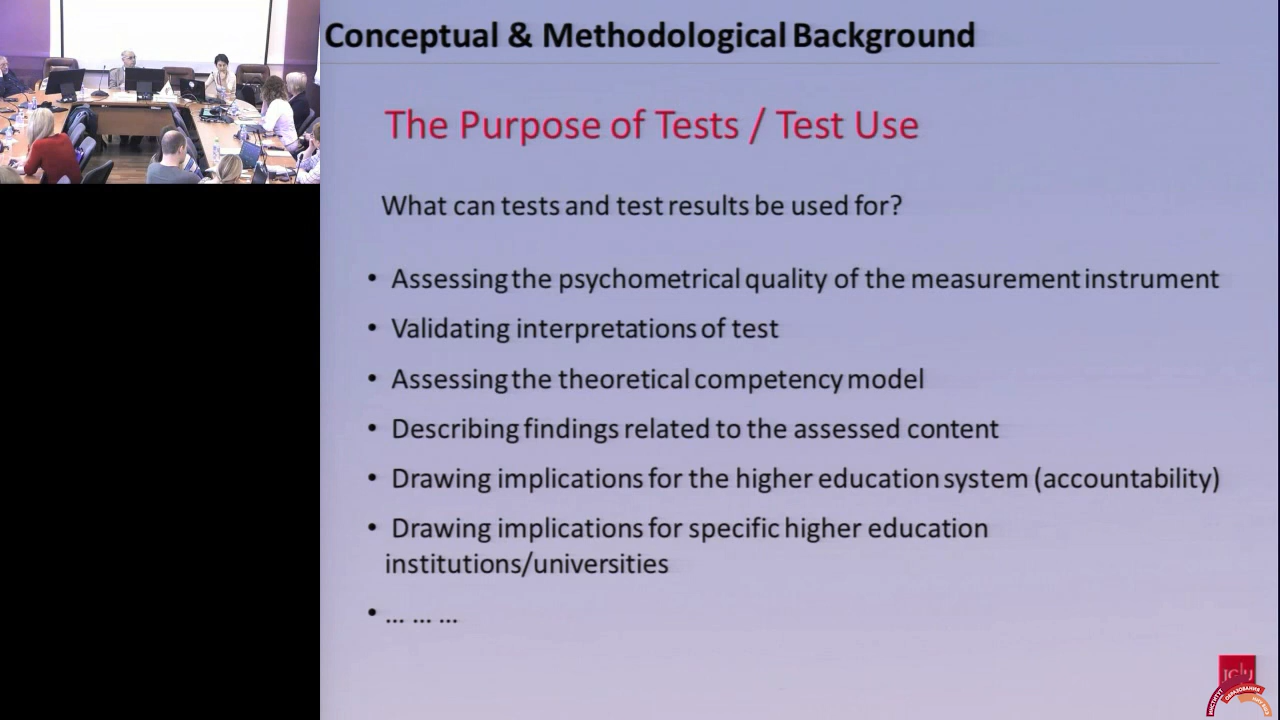 Conceptual & Methodological Background
The Purpose of Tests / Test Use
What can tests and test results be used for?
• Assessing the psychometrical quality of the measurement instrument
• Validating interpretations of test
• Assessing the theoretical competency model
• Describing findings related to the assessed content
• Drawing implications for the higher education system (accountability)
• Drawing implications for specific higher education
institutions/universities
• ... ... ...
JG|U
ИНСТИТУТ
ОБРАЗОВАНИЯ